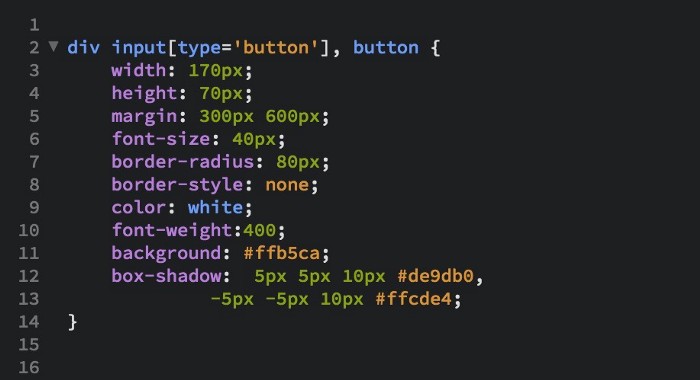 1
2 ▼ div input[type='button'], button {
3 width: 170px;
4 height: 70px;
5 margin: 300px 600px;
6 font-size: 40px;
7 border-radius: 80px;
8 border-style: none;
9 color: white;
10 font-weight:400;
11 background: #ffb5ca;
12 box-shadow:  5px 5px 10px #de9db0,
13 -5px -5px 10px #ffcde4;
14 }
15
16